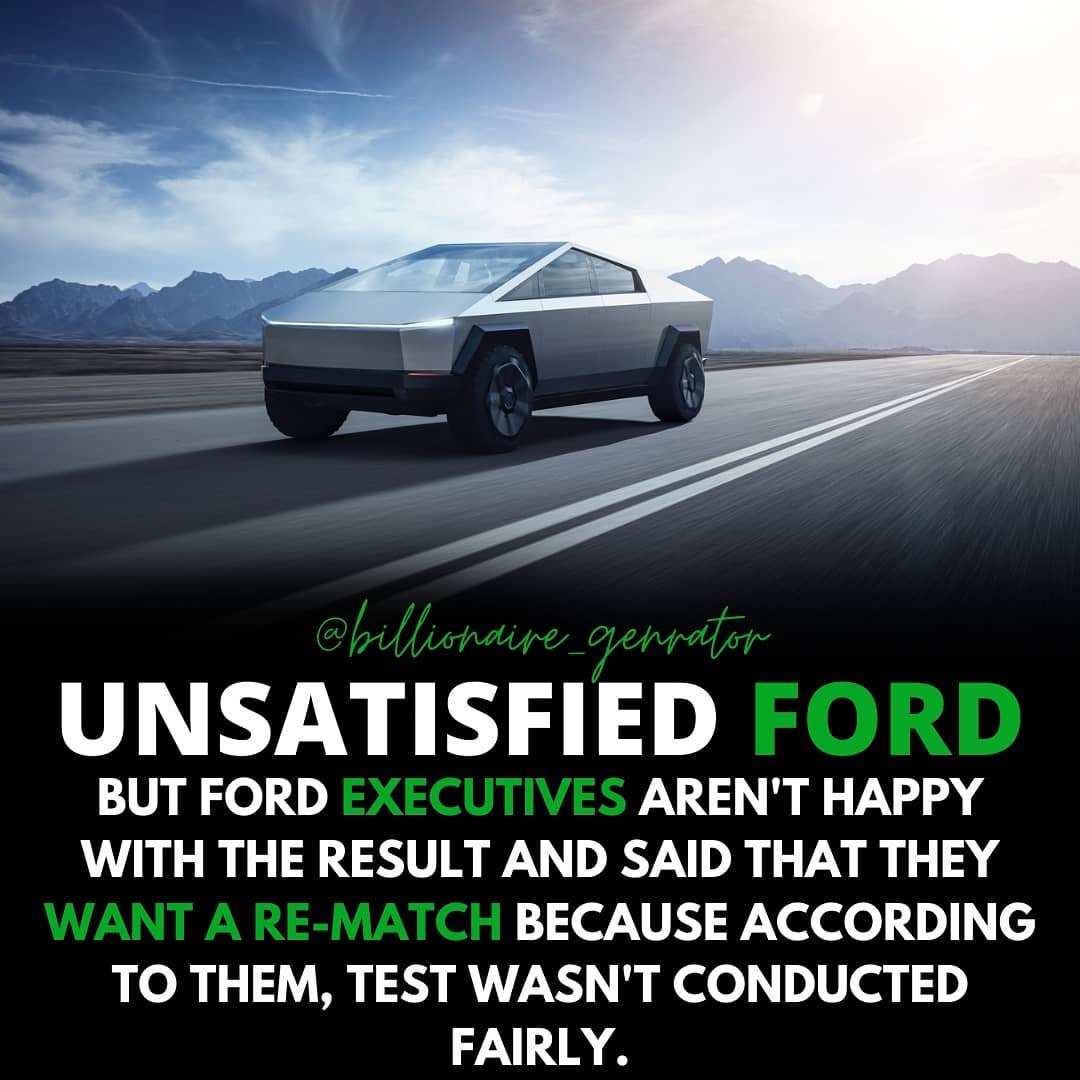 @billionaire_genrator
UNSATISFIED FORD
BUT FORD EXECUTIVES AREN'T HAPPY
WITH THE RESULT AND SAID THAT THEY
WANT A RE-MATCH BECAUSE ACCORDING
TO THEM, TEST WASN'T CONDUCTED
FAIRLY.